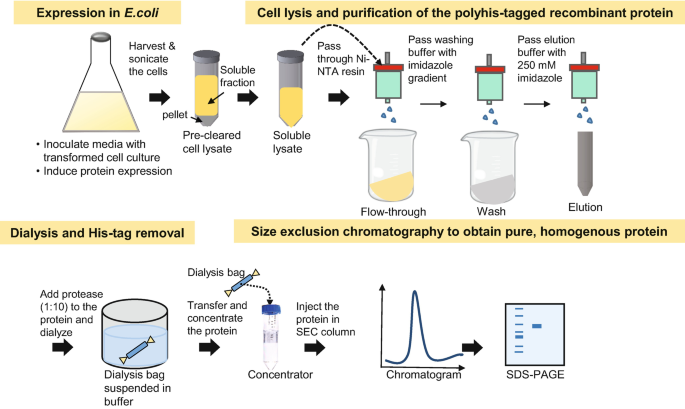 Expression in E.coli
Cell lysis and purification of the polyhis-tagged recombinant protein
Harvest &
sonicate
the cells
Soluble
fraction
pellet
Pre-cleared
cell lysate
• Inoculate media with
transformed cell culture
• Induce protein expression
Soluble
lysate
Pass
through Ni-
NTA resin
Pass washing
buffer with
imidazole
gradient
Pass elution
buffer with
250 mM
imidazole
Flow-through
Wash
Elution
Dialysis and His-tag removal
Size exclusion chromatography to obtain pure, homogenous protein
Add protease
(1:10) to the
protein and
dialyze
Dialysis bag
suspended in
buffer
Dialysis bag
Transfer and
concentrate
the protein
Concentrator
Inject the
protein in
SEC column
Chromatogram
SDS-PAGE